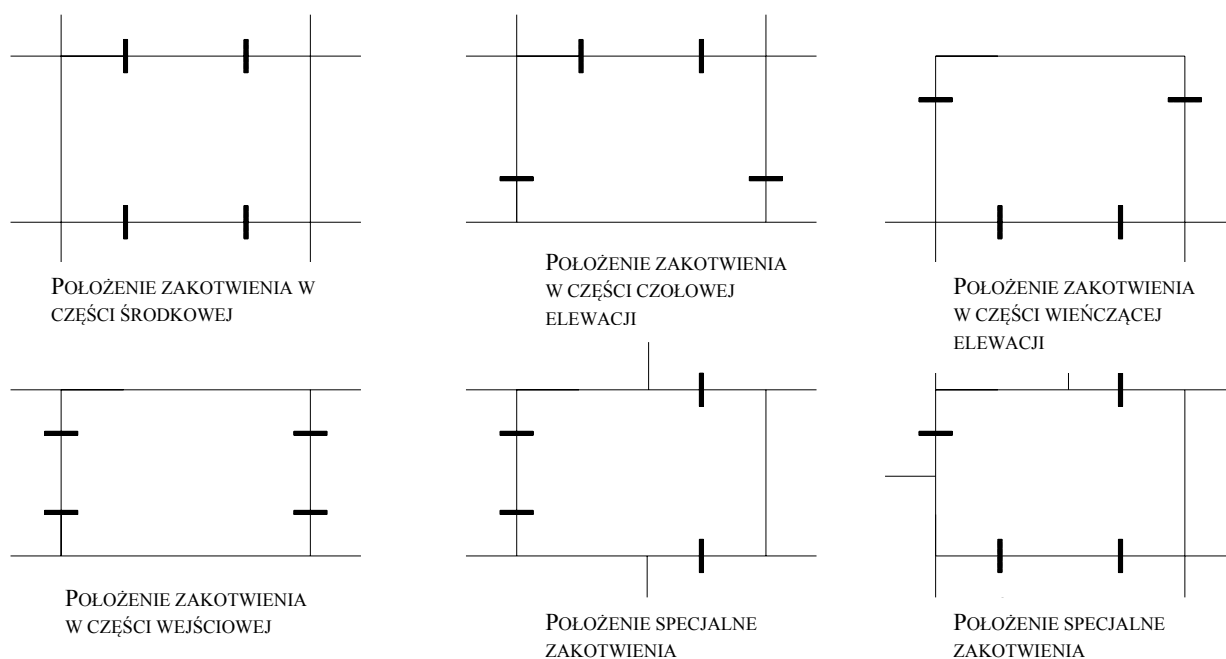 POŁOŻENIE ZAKOTWIENIA W
CZĘŚCI ŚRODKOWEJ
POŁOŻENIE ZAKOTWIENIA
W CZĘŚCI CZOŁOWEJ
ELEWACJI
POŁOŻENIE ZAKOTWIENIA
W CZĘŚCI WIEŃCZĄCEJ
ELEWACJI
POŁOŻENIE ZAKOTWIENIA
W CZĘŚCI WEJŚCIOWEJ
POŁOŻENIE SPECJALNE
ZAKOTWIENIA
POŁOŻENIE SPECJALNE
ZAKOTWIENIA